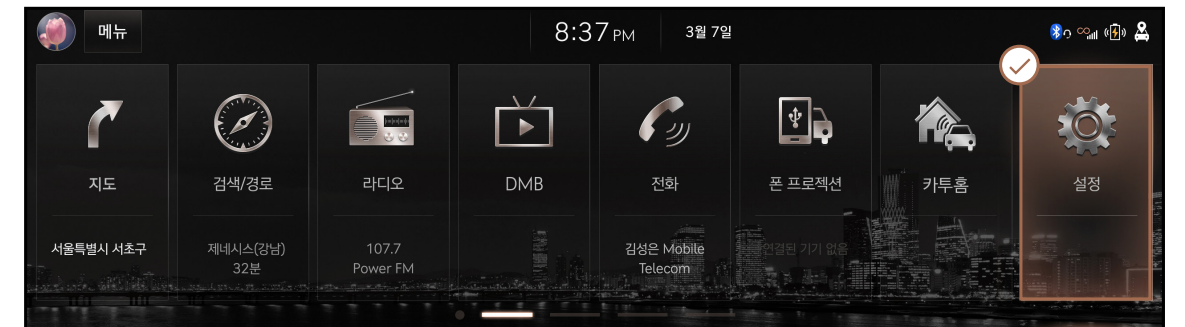 메뉴
8:37 PM
3월 7일
지도
검색/경로
라디오
DMB
전화
폰 프로젝션
카투홈
설정
서울특별시 서초구
제네시스(강남)
32분
107.7
Power FM
김성은 Mobile
Telecom
연결된 기기 없음